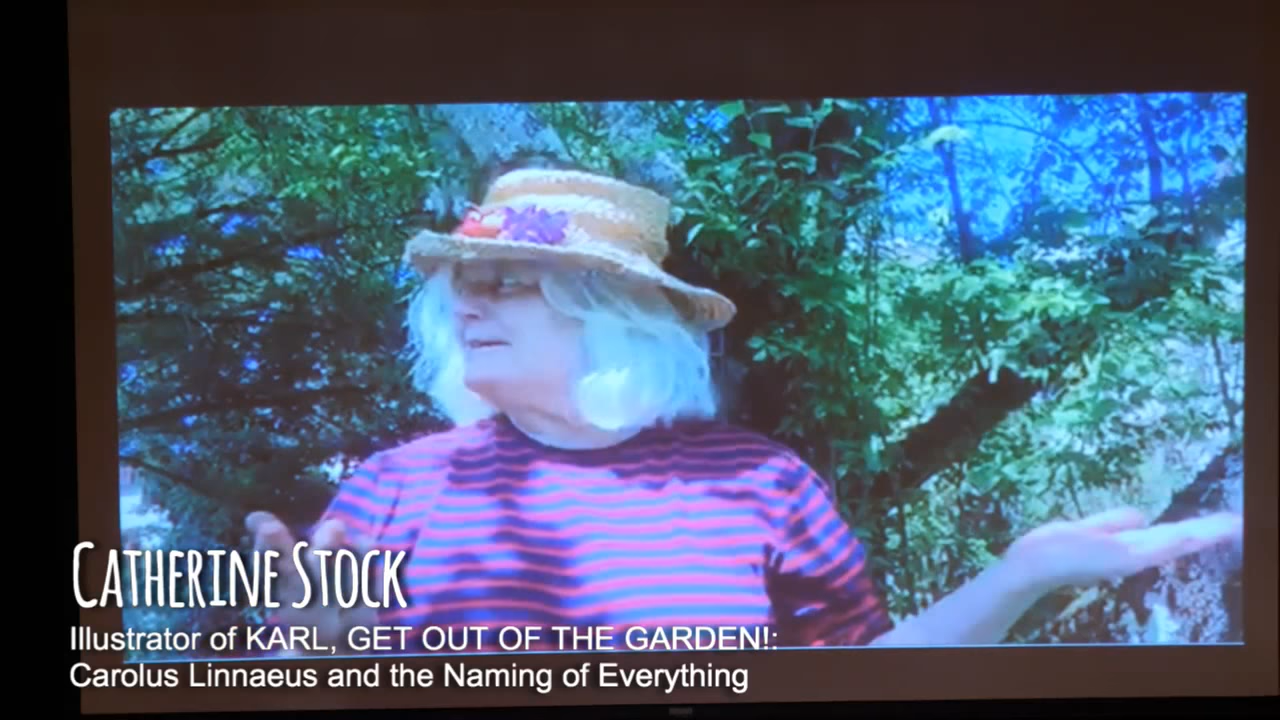 CATHERINE STOCK
Illustrator of KARL, GET OUT OF THE GARDEN!:
Carolus Linnaeus and the Naming of Everything